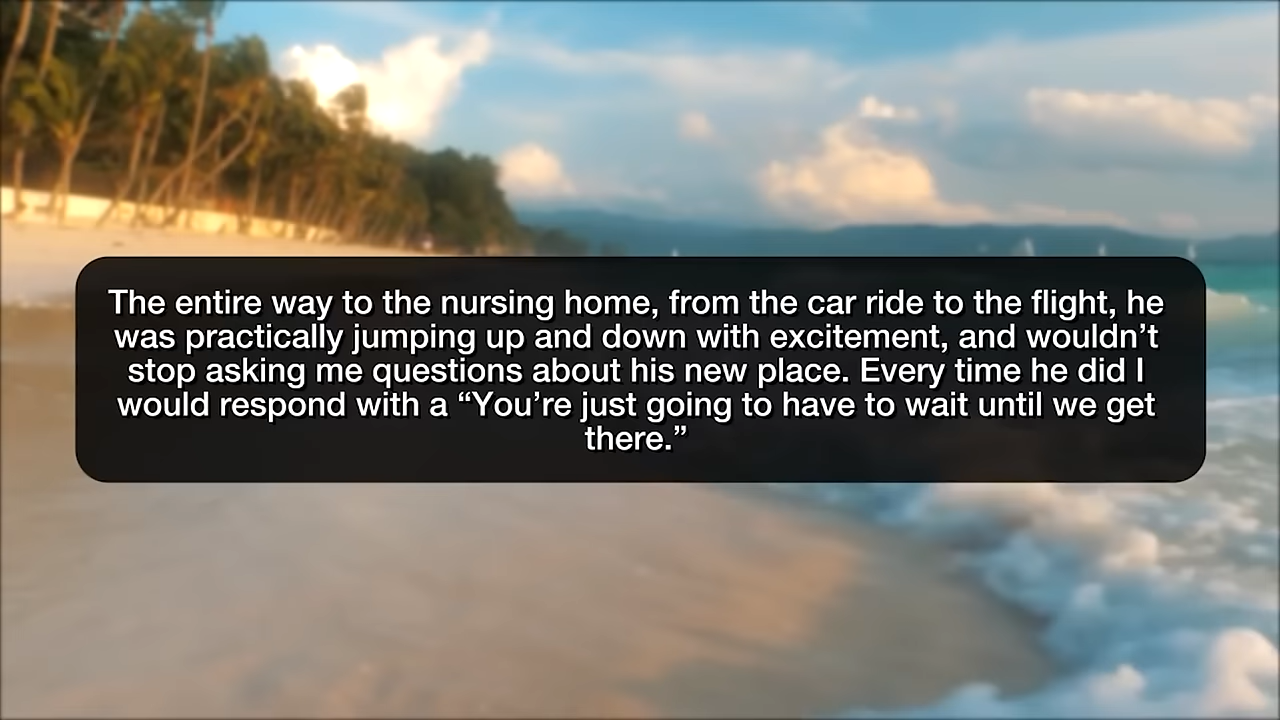 The entire way to the nursing home, from the car ride to the flight, he
was practically jumping up and down with excitement, and wouldn’t
stop asking me questions about his new place. Every time he did I
would respond with a “You’re just going to have to wait until we get
there.”